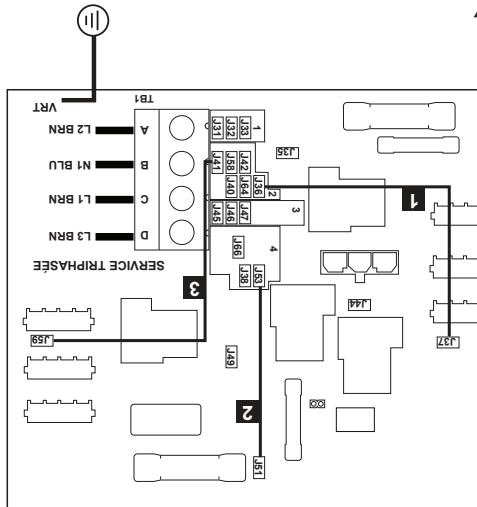 J51
2
J49
J37
J44
J59
3
J53 J38
J66
4
SERVICE TRIPHASÉE
D L3 BRN
3 J47 J46 J45
C L1 BRN
1
2
J36 J64 J40
J42 J58 J41
B N1 BLU
J35
1 J33 J32 J31
A L2 BRN
TB1
VRT